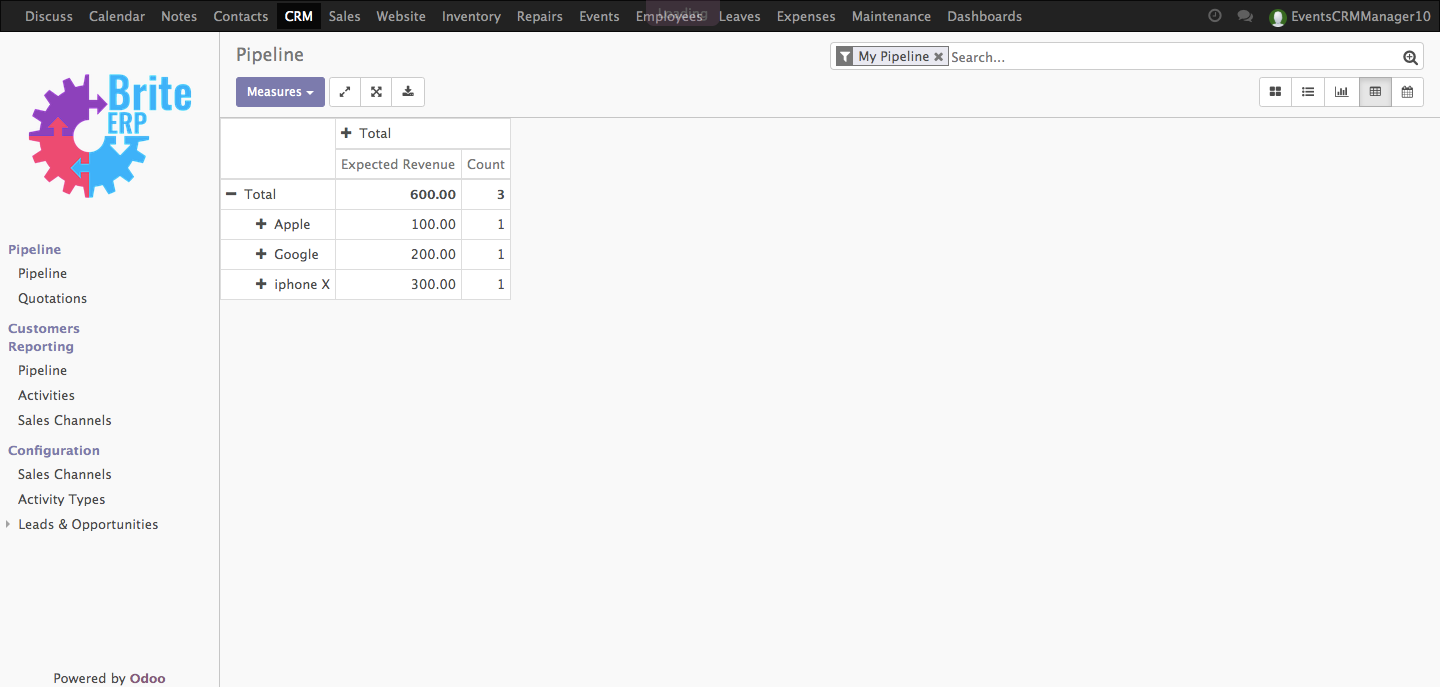 Discuss Calendar Notes Contacts CRM Sales Website Inventory Repairs Events Employees Leaves Expenses Maintenance Dashboards EventsCRMManager10
Loading
Brite
ERP
Pipeline
My Pipeline Search...
Measures
Total
Expected Revenue Count
Total 600.00 3
Apple 100.00 1
Google 200.00 1
iphone X 300.00 1
Pipeline
Pipeline
Quotations
Customers
Reporting
Pipeline
Activities
Sales Channels
Configuration
Sales Channels
Activity Types
Leads & Opportunities
Powered by Odoo